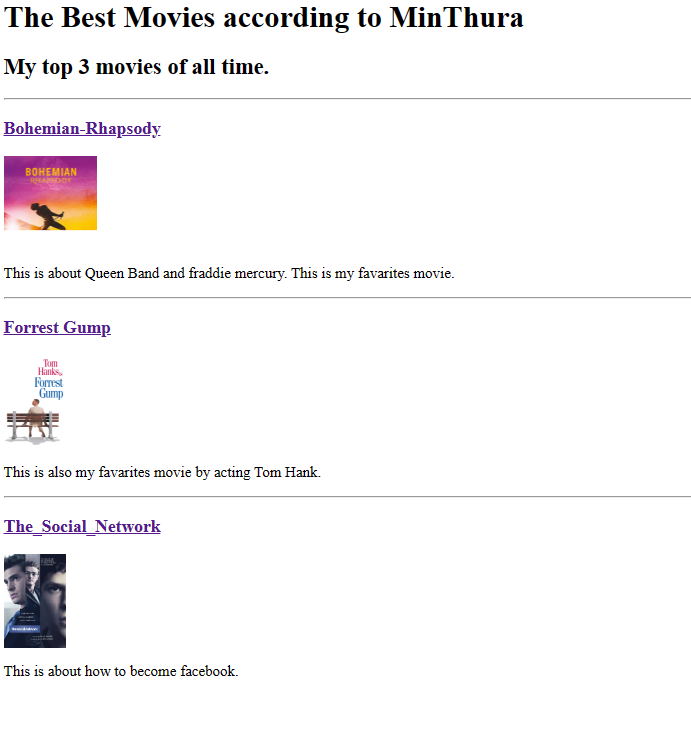 The Best Movies according to MinThura
My top 3 movies of all time.
Bohemian-Rhapsody
BOHEMIAN
RHAPSODY
This is about Queen Band and fraddie mercury. This is my favarites movie.
Forrest Gump
Tom
Hanks
Forrest
Gump
This is also my favarites movie by acting Tom Hank.
The_Social_Network
This is about how to become facebook.